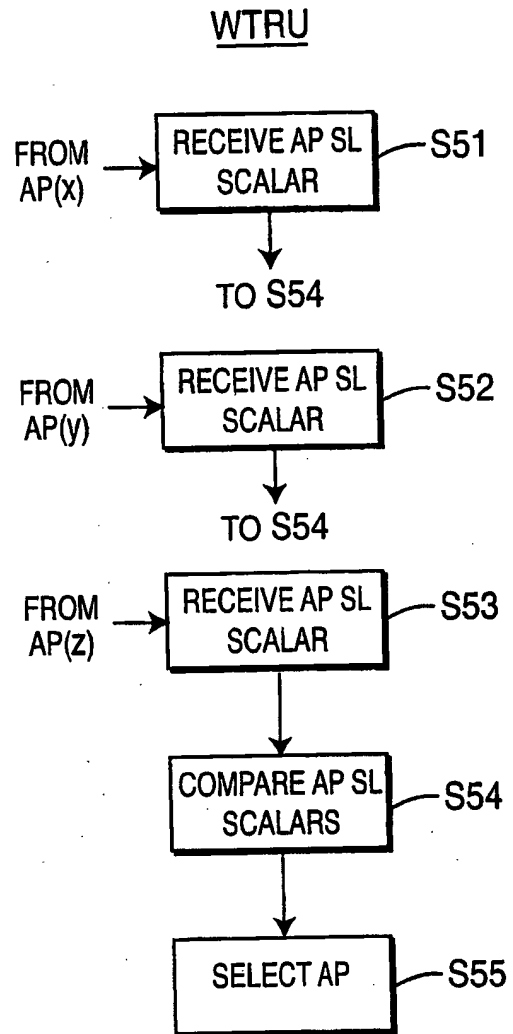 WTRU
FROM
AP(x)
RECEIVE AP SL
SCALAR
S51
TO S54
FROM
AP(y)
RECEIVE AP SL
SCALAR
S52
TO S54
FROM
AP(z)
RECEIVE AP SL
SCALAR
S53
COMPARE AP SL
SCALARS
S54
SELECT AP
S55